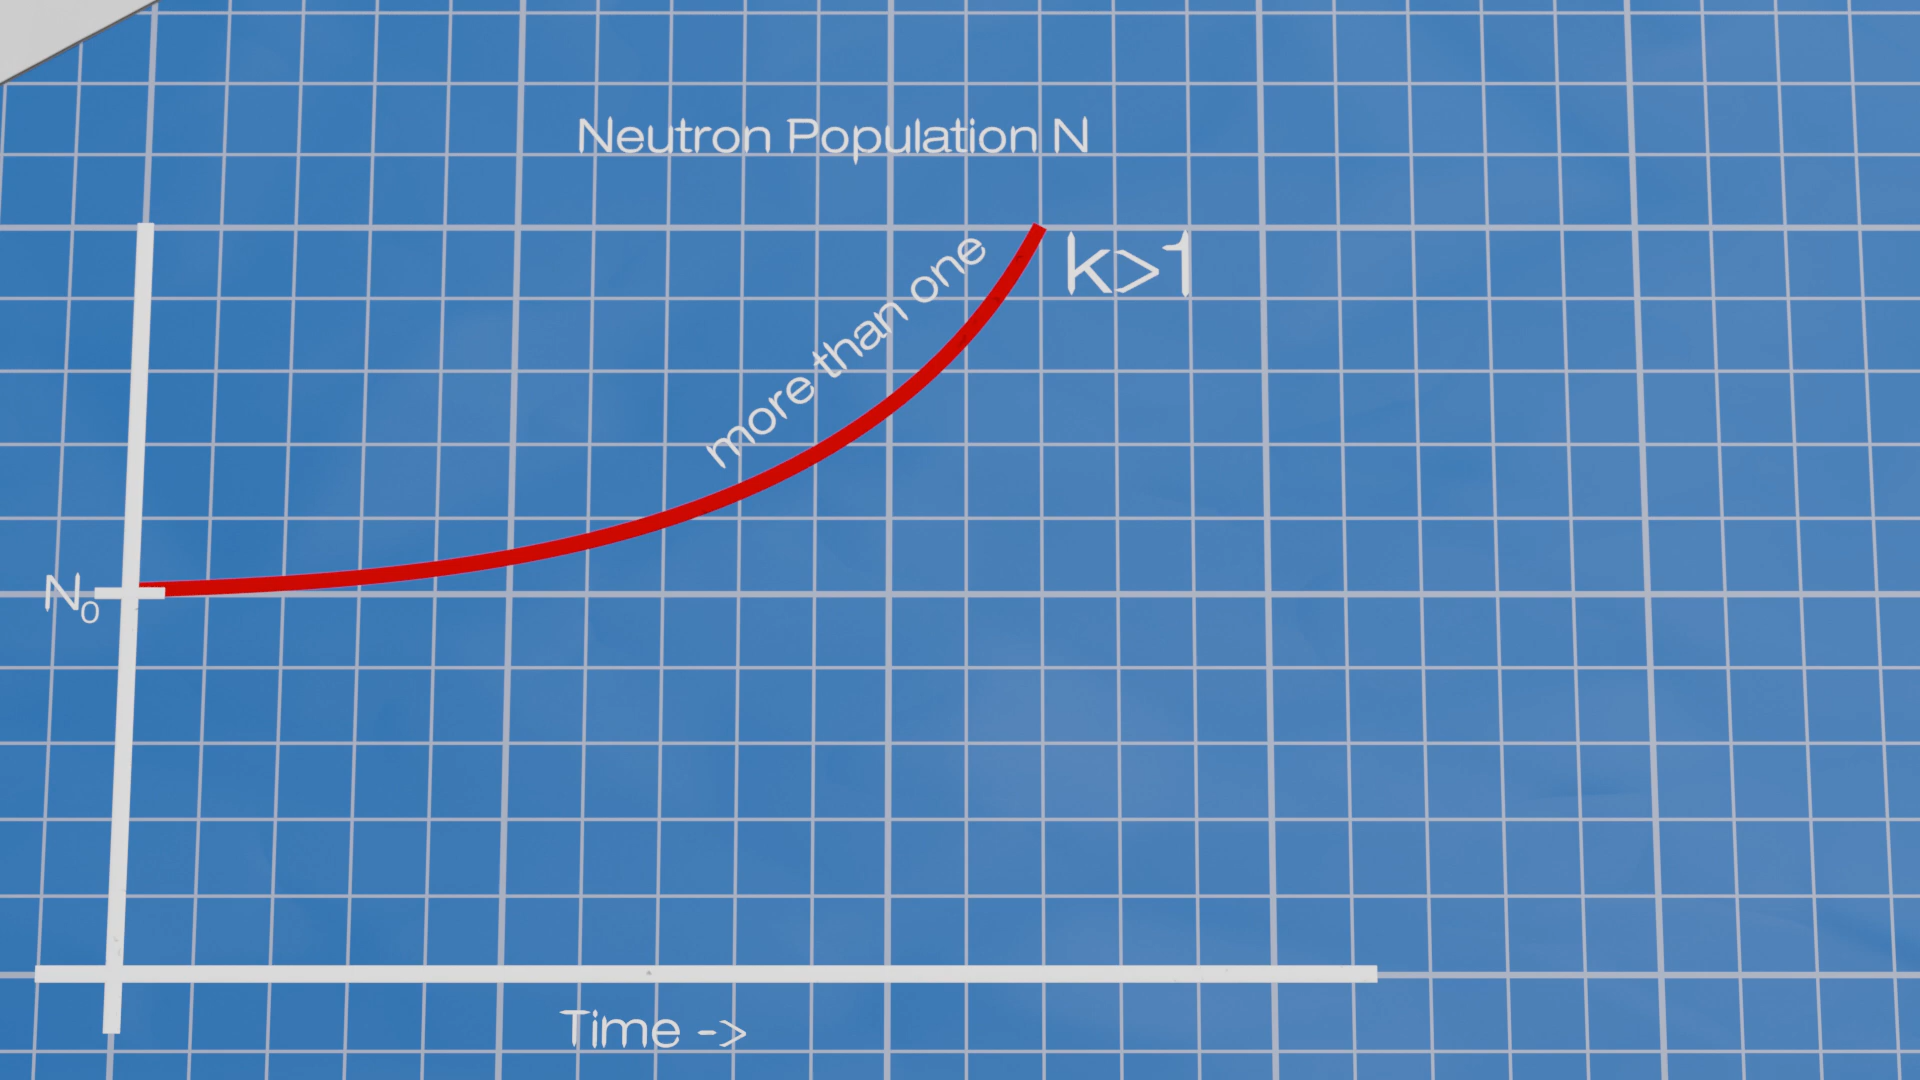 Neutron Population N
k>1
more than one
N₀
Time ->